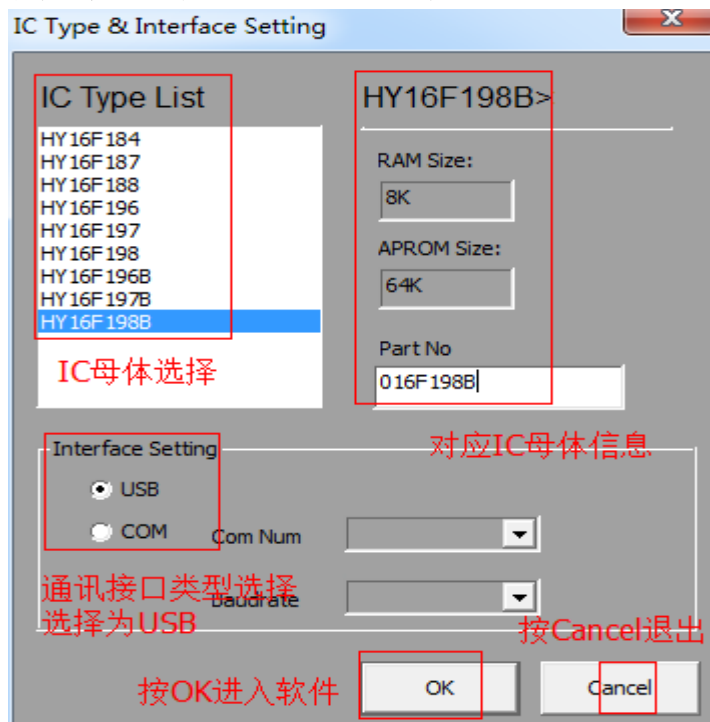 IC Type & Interface Setting
IC Type List
HY16F184
HY16F187
HY16F188
HY16F196
HY16F197
HY16F198
HY16F196B
HY16F197B
HY16F198B
IC母体选择
HY16F198B>
RAM Size:
8K
APROM Size:
64K
Part No
016F198B
对应IC母体信息
Interface Setting
USB
COM
Com Num
Baudrate
通讯接口类型选择
选择为USB
按Cancel退出
按OK进入软件
OK
Cancel